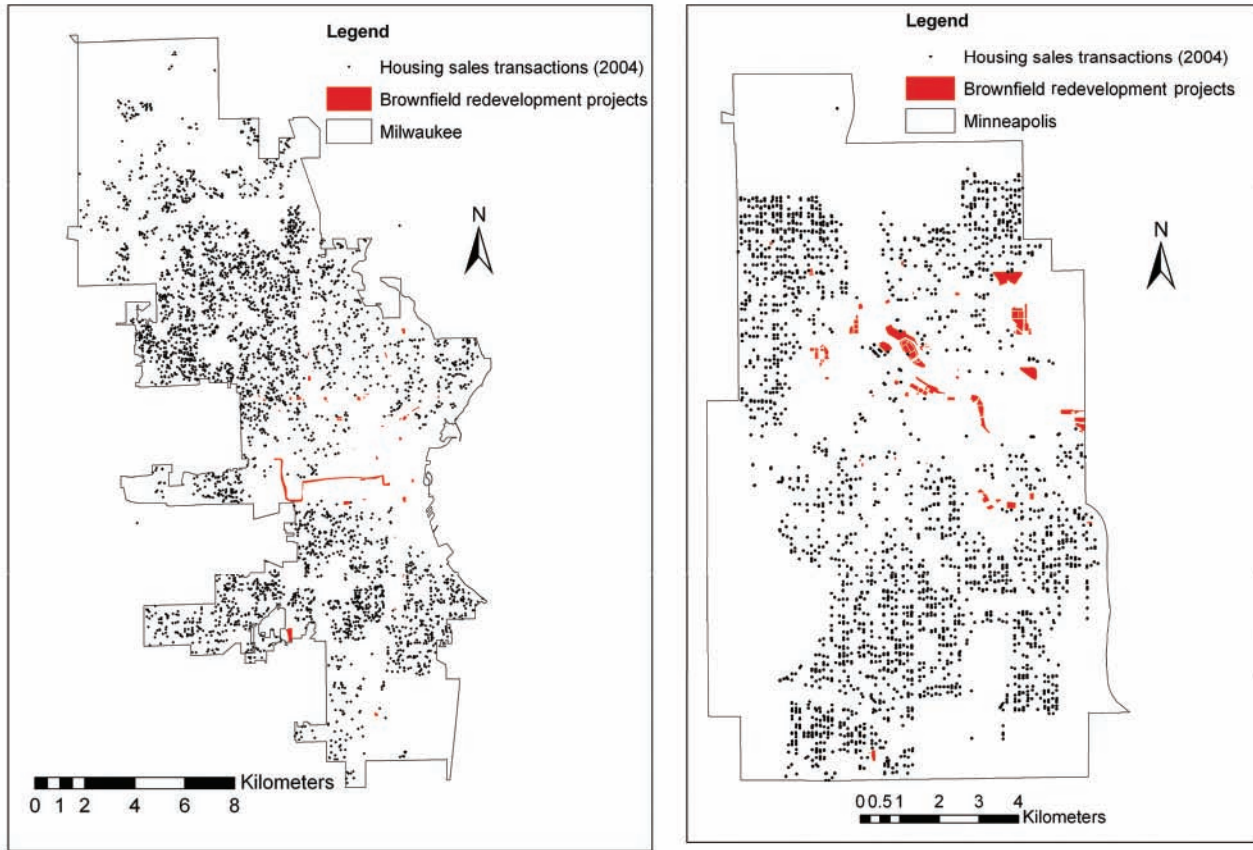 Legend
Housing sales transactions (2004)
Brownfield redevelopment projects
Milwaukee
N
Kilometers
0 1 2 4 6 8
Legend
Housing sales transactions (2004)
Brownfield redevelopment projects
Minneapolis
N
0 0.5 1 2 3 4
Kilometers